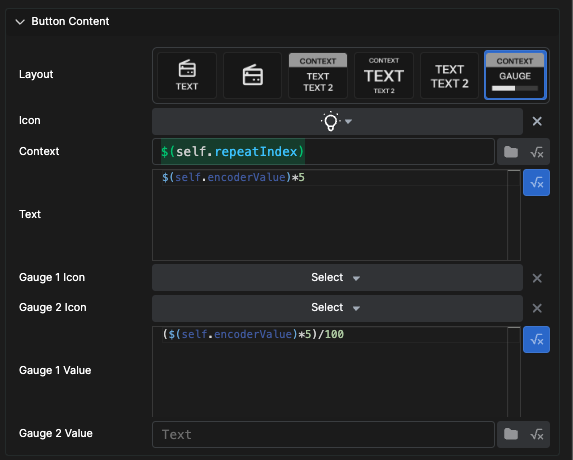 Button Content
Layout
TEXT
CONTEXT
TEXT
TEXT 2
CONTEXT
TEXT
TEXT 2
TEXT
TEXT 2
CONTEXT
GAUGE
Icon
Context
$(self.repeatIndex)
√x
Text
$(self.encoderValue)*5
√x
Gauge 1 Icon
Select
Gauge 2 Icon
Select
Gauge 1 Value
($(self.encoderValue)*5)/100
√x
Gauge 2 Value
Text
√x